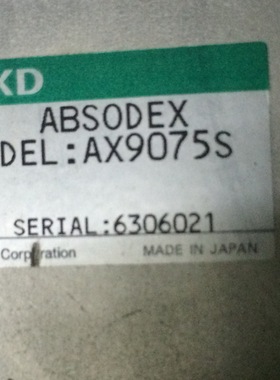 KD
ABSODEX
DEL:AX9075S
SERIAL:6306021
Corporation
MADE IN JAPAN